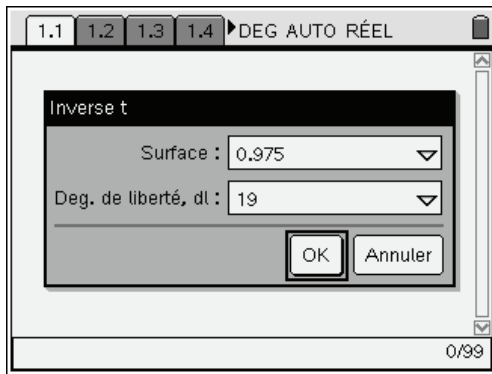 1.1 1.2 1.3 1.4 DEG AUTO RÉEL
Inverse t
Surface : 0.975
Deg. de liberté, dl : 19
OK Annuler
0/99